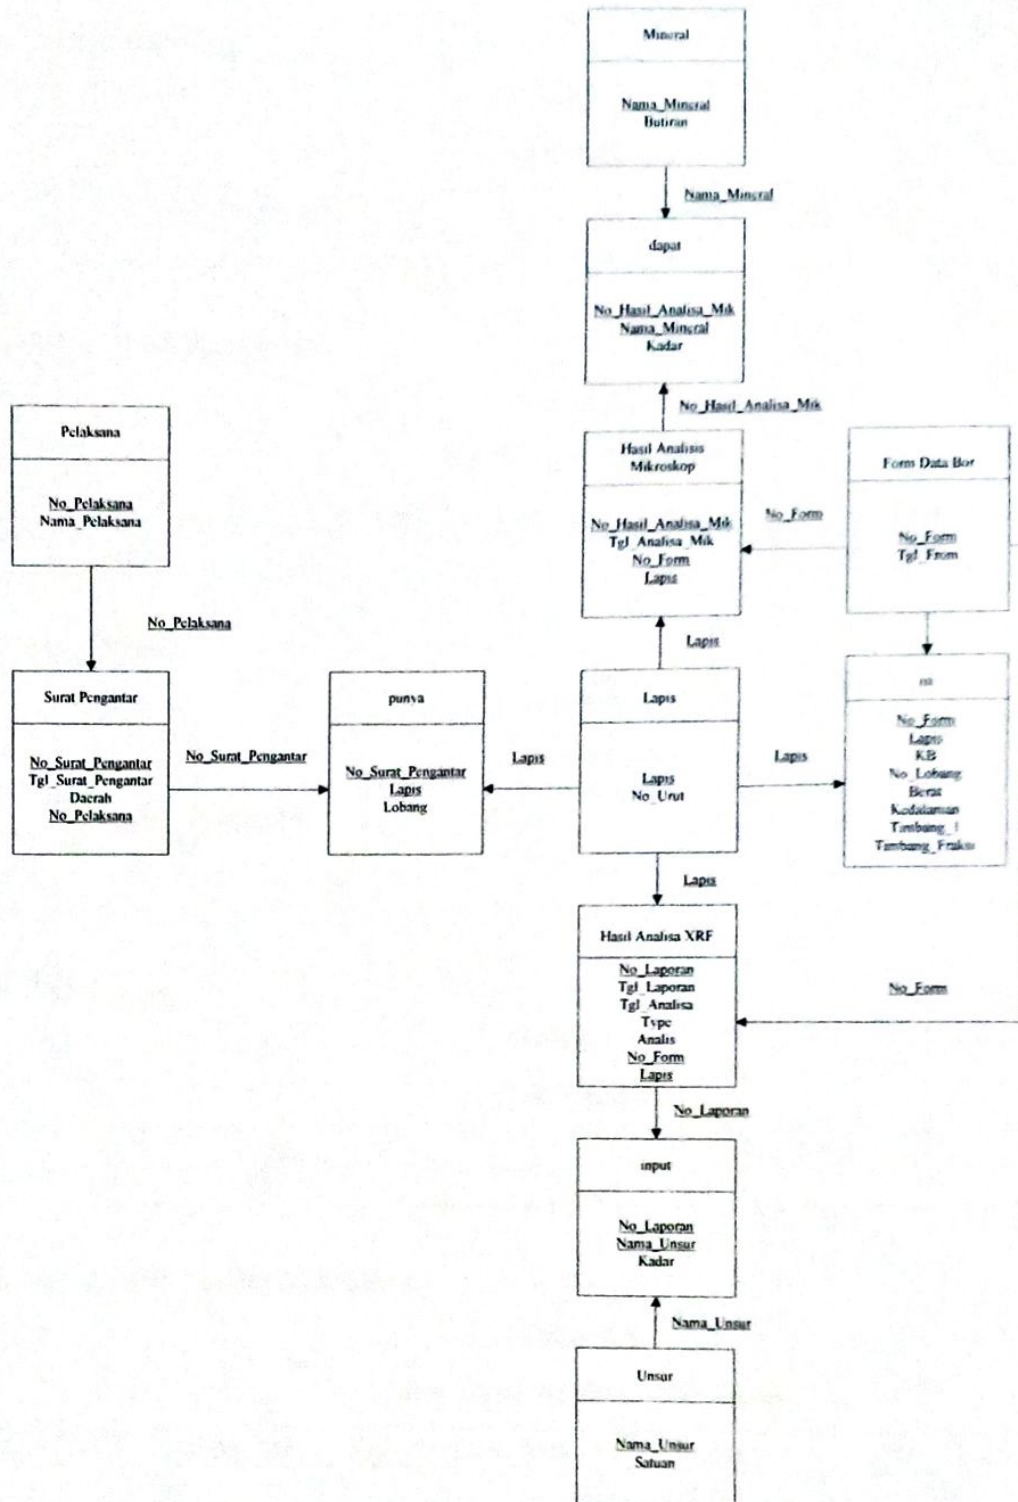 Mineral
Nama_Mineral
Butiran
Nama_Mineral
dapat
No_Hasil_Analisa_Mik
Nama_Mineral
Kadar
No_Hasil_Analisa_Mik
Pelaksana
No_Pelaksana
Nama_Pelaksana
No_Pelaksana
Hasil Analisis
Mikroskop
No_Hasil_Analisa_Mik
Tgl_Analisa_Mik
No_Form
Lapis
No_Form
Form Data Bor
No_Form
Tgl_From
Lapis
Surat Pengantar
No_Surat_Pengantar
Tgl_Surat_Pengantar
Daerah
No_Pelaksana
No_Surat_Pengantar
punya
No_Surat_Pengantar
Lapis
Lobang
Lapis
Lapis
Lapis
No_Urut
Lapis
No_Form
Lapis
KB
No_Lobang
Berat
Kedalaman
Timbang_1
Timbang_Fraksi
Lapis
Hasil Analisa XRF
No_Laporan
Tgl_Laporan
Tgl_Analisa
Type
Analis
No_Form
Lapis
No_Form
No_Laporan
input
No_Laporan
Nama_Unsur
Kadar
Nama_Unsur
Unsur
Nama_Unsur
Satuan